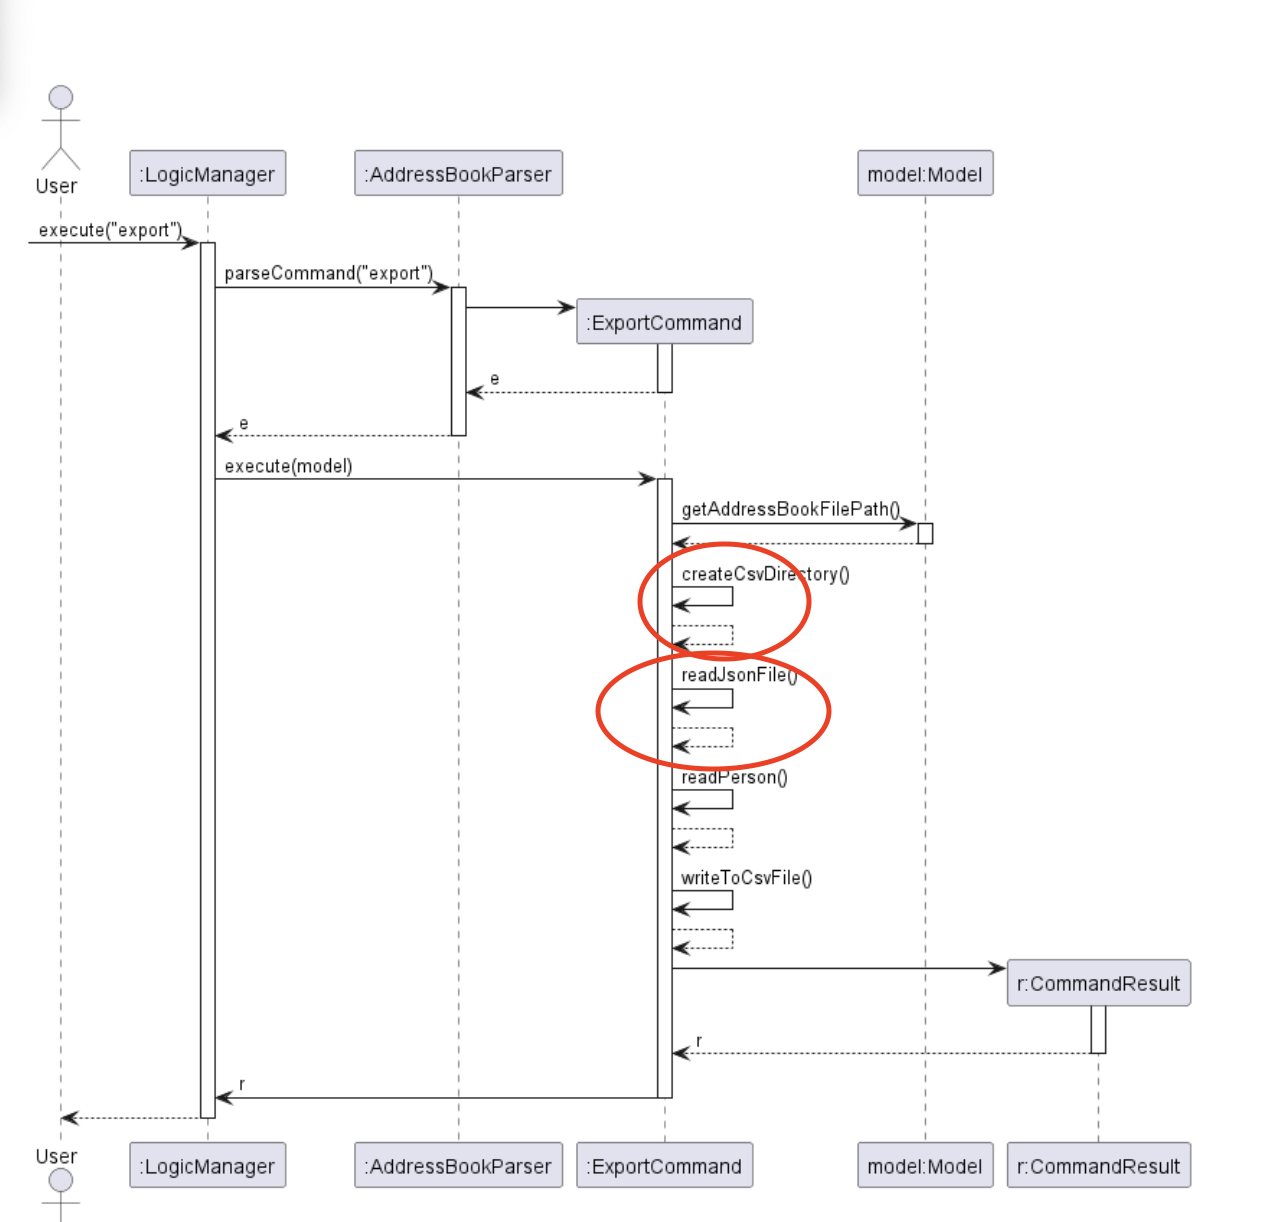 User
:LogicManager
:AddressBookParser
model:Model
execute("export")
parseCommand("export")
:ExportCommand
e
e
execute(model)
getAddressBookFilePath()
createCsvDirectory()
readJsonFile()
readPerson()
writeToCsvFile()
r:CommandResult
r
r
User
:LogicManager
:AddressBookParser
:ExportCommand
model:Model
r:CommandResult